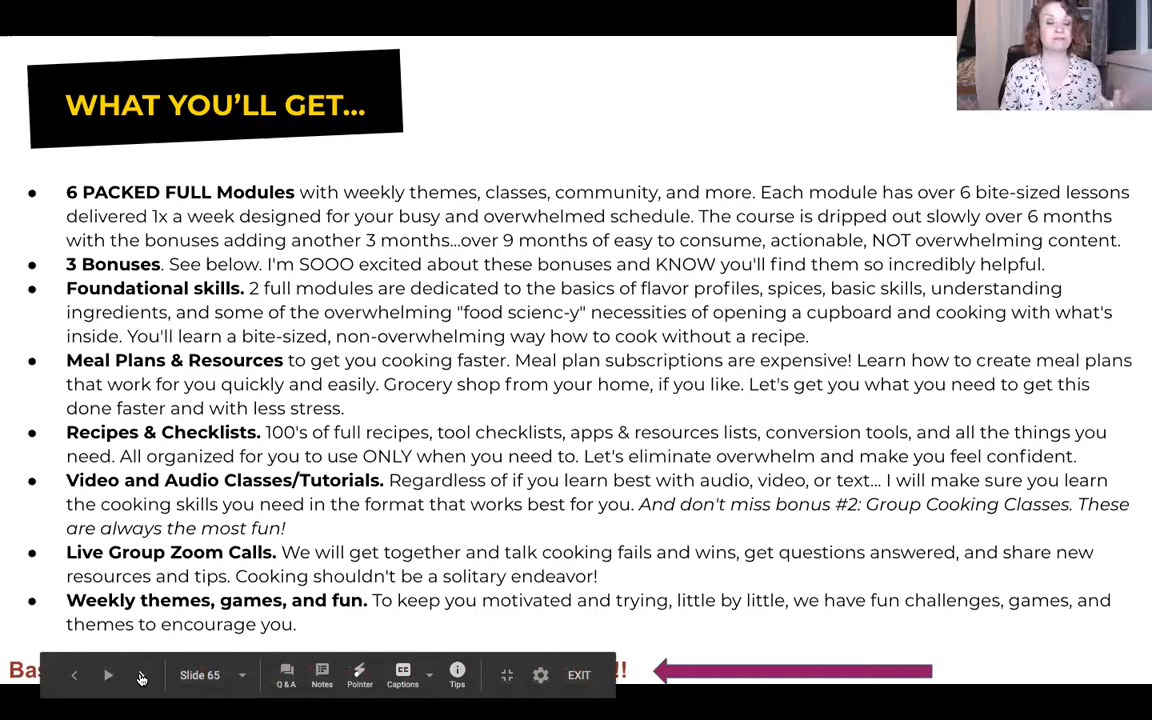 WHAT YOU'LL GET...
● 6 PACKED FULL Modules with weekly themes, classes, community, and more. Each module has over 6 bite-sized lessons
delivered 1x a week designed for your busy and overwhelmed schedule. The course is dripped out slowly over 6 months
with the bonuses adding another 3 months...over 9 months of easy to consume, actionable, NOT overwhelming content.
● 3 Bonuses. See below. I'm SOOO excited about these bonuses and KNOW you'll find them so incredibly helpful.
● Foundational skills. 2 full modules are dedicated to the basics of flavor profiles, spices, basic skills, understanding
ingredients, and some of the overwhelming "food scienc-y" necessities of opening a cupboard and cooking with what's
inside. You'll learn a bite-sized, non-overwhelming way how to cook without a recipe.
● Meal Plans & Resources to get you cooking faster. Meal plan subscriptions are expensive! Learn how to create meal plans
that work for you quickly and easily. Grocery shop from your home, if you like. Let's get you what you need to get this
done faster and with less stress.
● Recipes & Checklists. 100's of full recipes, tool checklists, apps & resources lists, conversion tools, and all the things you
need. All organized for you to use ONLY when you need to. Let's eliminate overwhelm and make you feel confident.
● Video and Audio Classes/Tutorials. Regardless of if you learn best with audio, video, or text... I will make sure you learn
the cooking skills you need in the format that works best for you. And don't miss bonus #2: Group Cooking Classes. These
are always the most fun!
● Live Group Zoom Calls. We will get together and talk cooking fails and wins, get questions answered, and share new
resources and tips. Cooking shouldn't be a solitary endeavor!
● Weekly themes, games, and fun. To keep you motivated and trying, little by little, we have fun challenges, games, and
themes to encourage you.
Slide 65 Q & A Notes Pointer CC Captions Tips EXIT !!